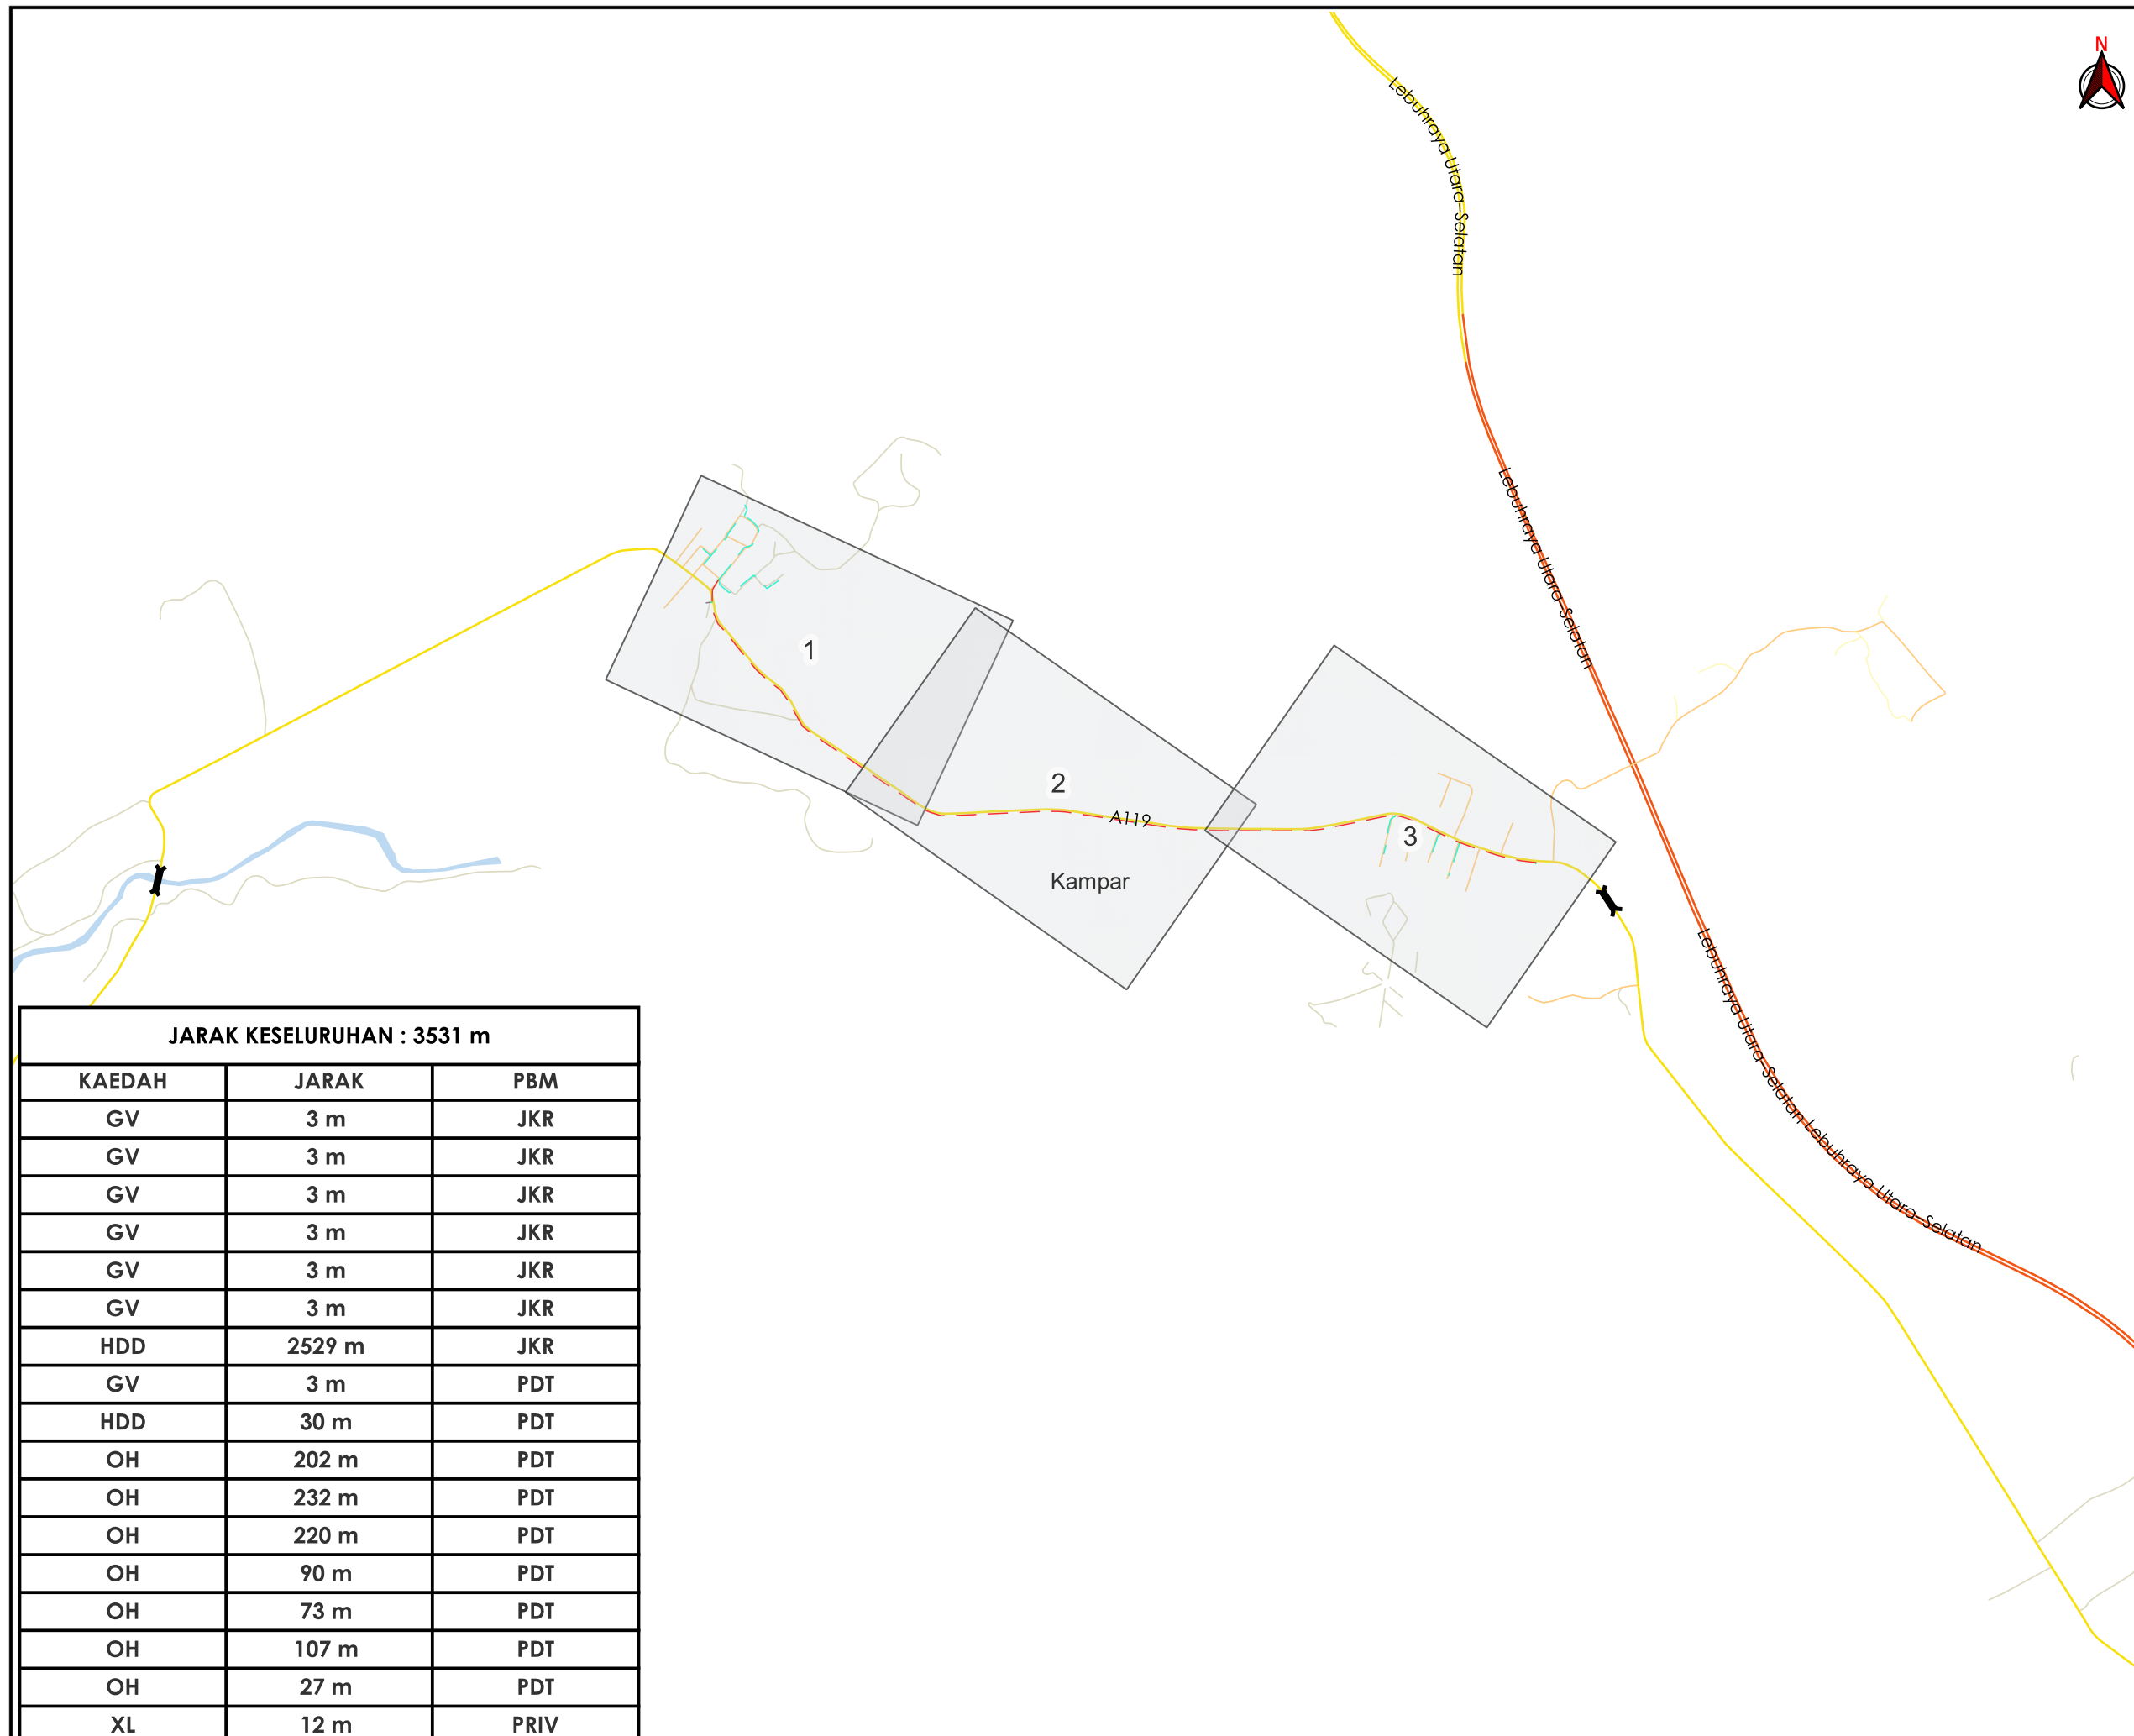 N
Lebuhraya Utara-Selatan
Lebuhraya Utara-Selatan
1
2
A119
3
Kampar
Lebuhraya Utara-Selatan
Lebuhraya Utara-Selatan
JARAK KESELURUHAN : 3531 m
KAEDAH JARAK PBM
GV 3 m JKR
GV 3 m JKR
GV 3 m JKR
GV 3 m JKR
GV 3 m JKR
GV 3 m JKR
HDD 2529 m JKR
GV 3 m PDT
HDD 30 m PDT
OH 202 m PDT
OH 232 m PDT
OH 220 m PDT
OH 90 m PDT
OH 73 m PDT
OH 107 m PDT
OH 27 m PDT
XL 12 m PRIV